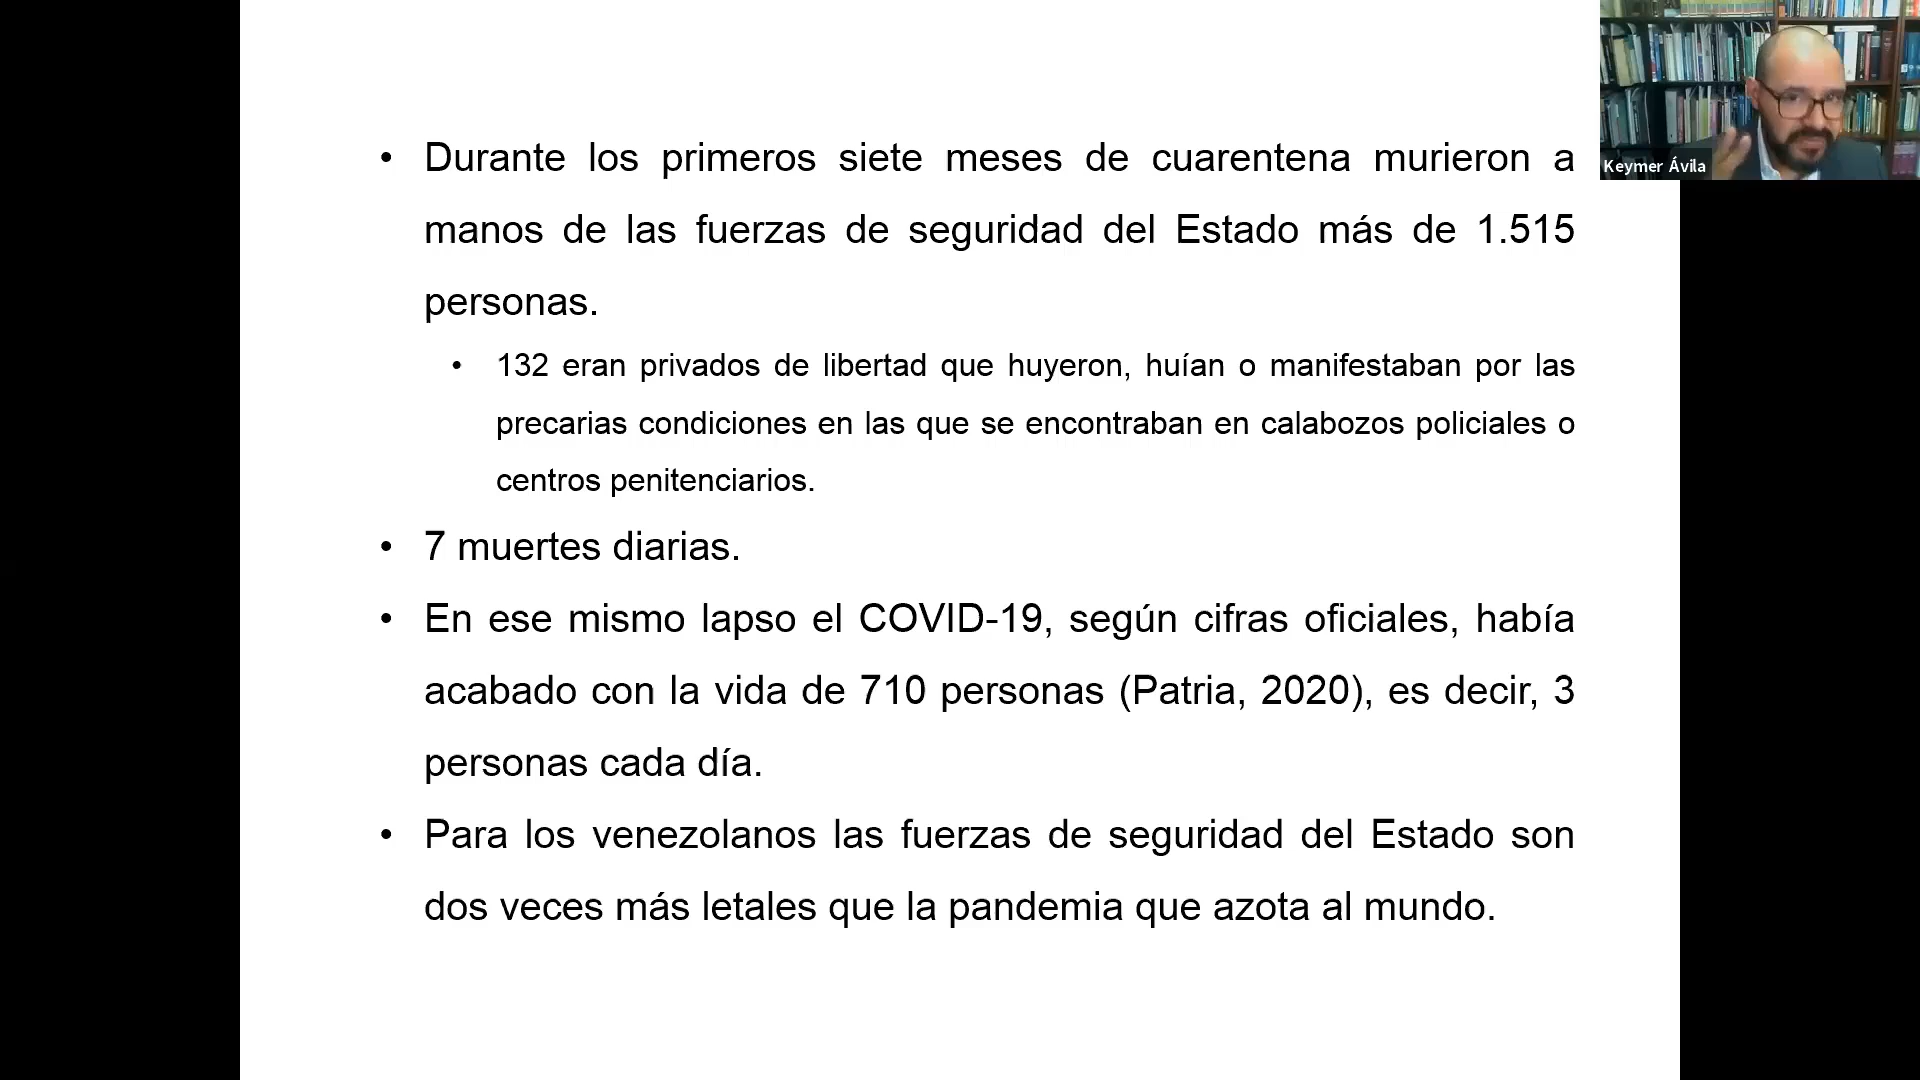 • Durante los primeros siete meses de cuarentena murieron a
manos de las fuerzas de seguridad del Estado más de 1.515
personas.
• 132 eran privados de libertad que huyeron, huían o manifestaban por las
precarias condiciones en las que se encontraban en calabozos policiales o
centros penitenciarios.
• 7 muertes diarias.
• En ese mismo lapso el COVID-19, según cifras oficiales, había
acabado con la vida de 710 personas (Patria, 2020), es decir, 3
personas cada día.
• Para los venezolanos las fuerzas de seguridad del Estado son
dos veces más letales que la pandemia que azota al mundo.
Keymer Ávila